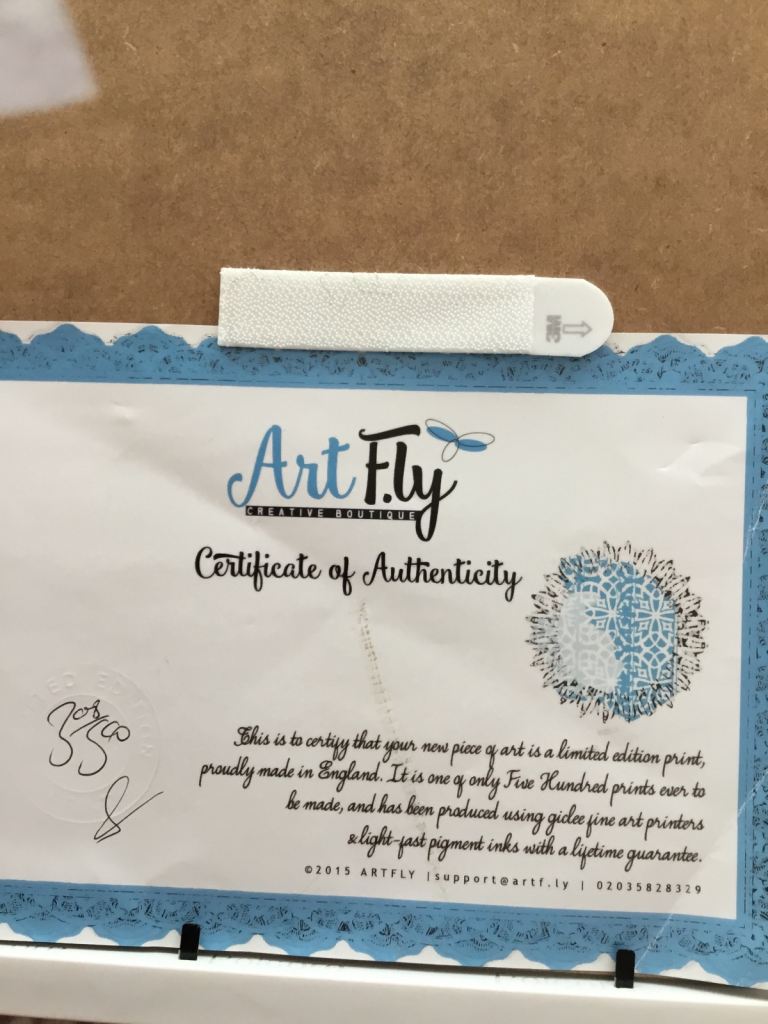 3M
Art F.ly
CREATIVE BOUTIQUE
Certificate of Authenticity
LIMITED EDITION
This is to certify that your new piece of art is a limited edition print,
proudly made in England. It is one of only Five Hundred prints ever to
be made, and has been produced using giclee fine art printers
& light-fast pigment inks with a lifetime guarantee.
©2015 ARTFLY | support@artf.ly | 02035828329